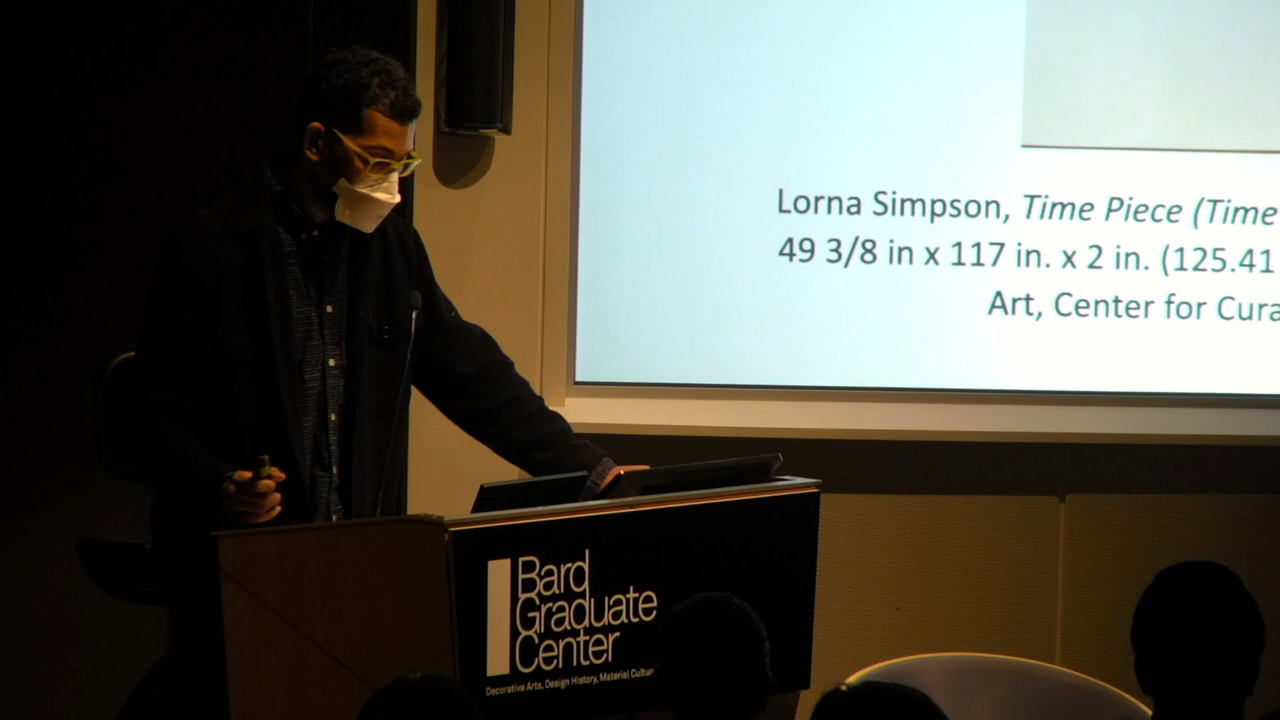 Lorna Simpson, Time Piece (Time
49 3/8 in x 117 in. x 2 in. (125.41
Art, Center for Cura
Bard
Graduate
Center
Decorative Arts, Design History, Material Cultur